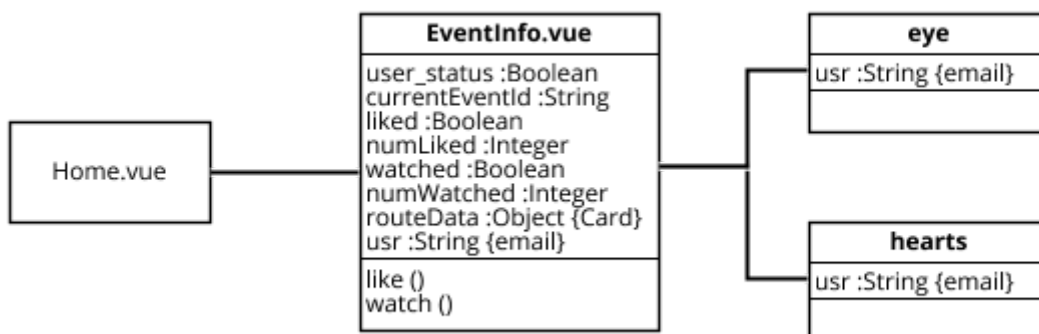 Home.vue
EventInfo.vue
user_status :Boolean
currentEventId :String
liked :Boolean
numLiked :Integer
watched :Boolean
numWatched :Integer
routeData :Object {Card}
usr :String {email}
like ()
watch ()
eye
usr :String {email}
hearts
usr :String {email}